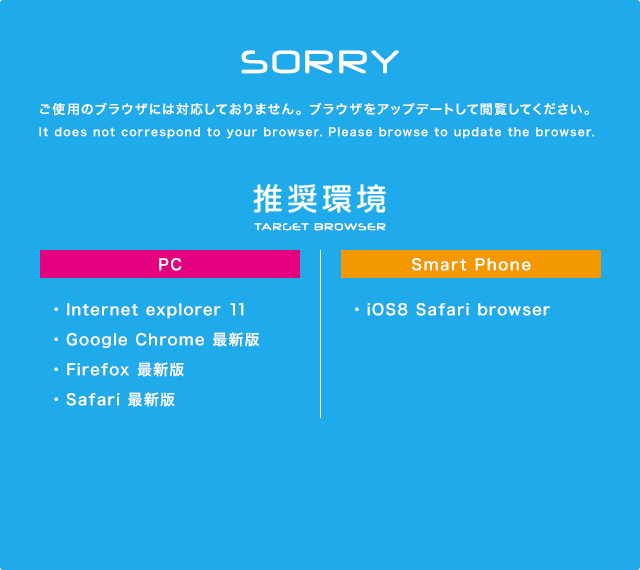 SORRY
ご使用のブラウザには対応しておりません。ブラウザをアップデートして閲覧してください。
It does not correspond to your browser. Please browse to update the browser.
推奨環境
TARGET BROWSER
PC
・Internet explorer 11
・Google Chrome 最新版
・Firefox 最新版
・Safari 最新版
Smart Phone
・iOS8 Safari browser